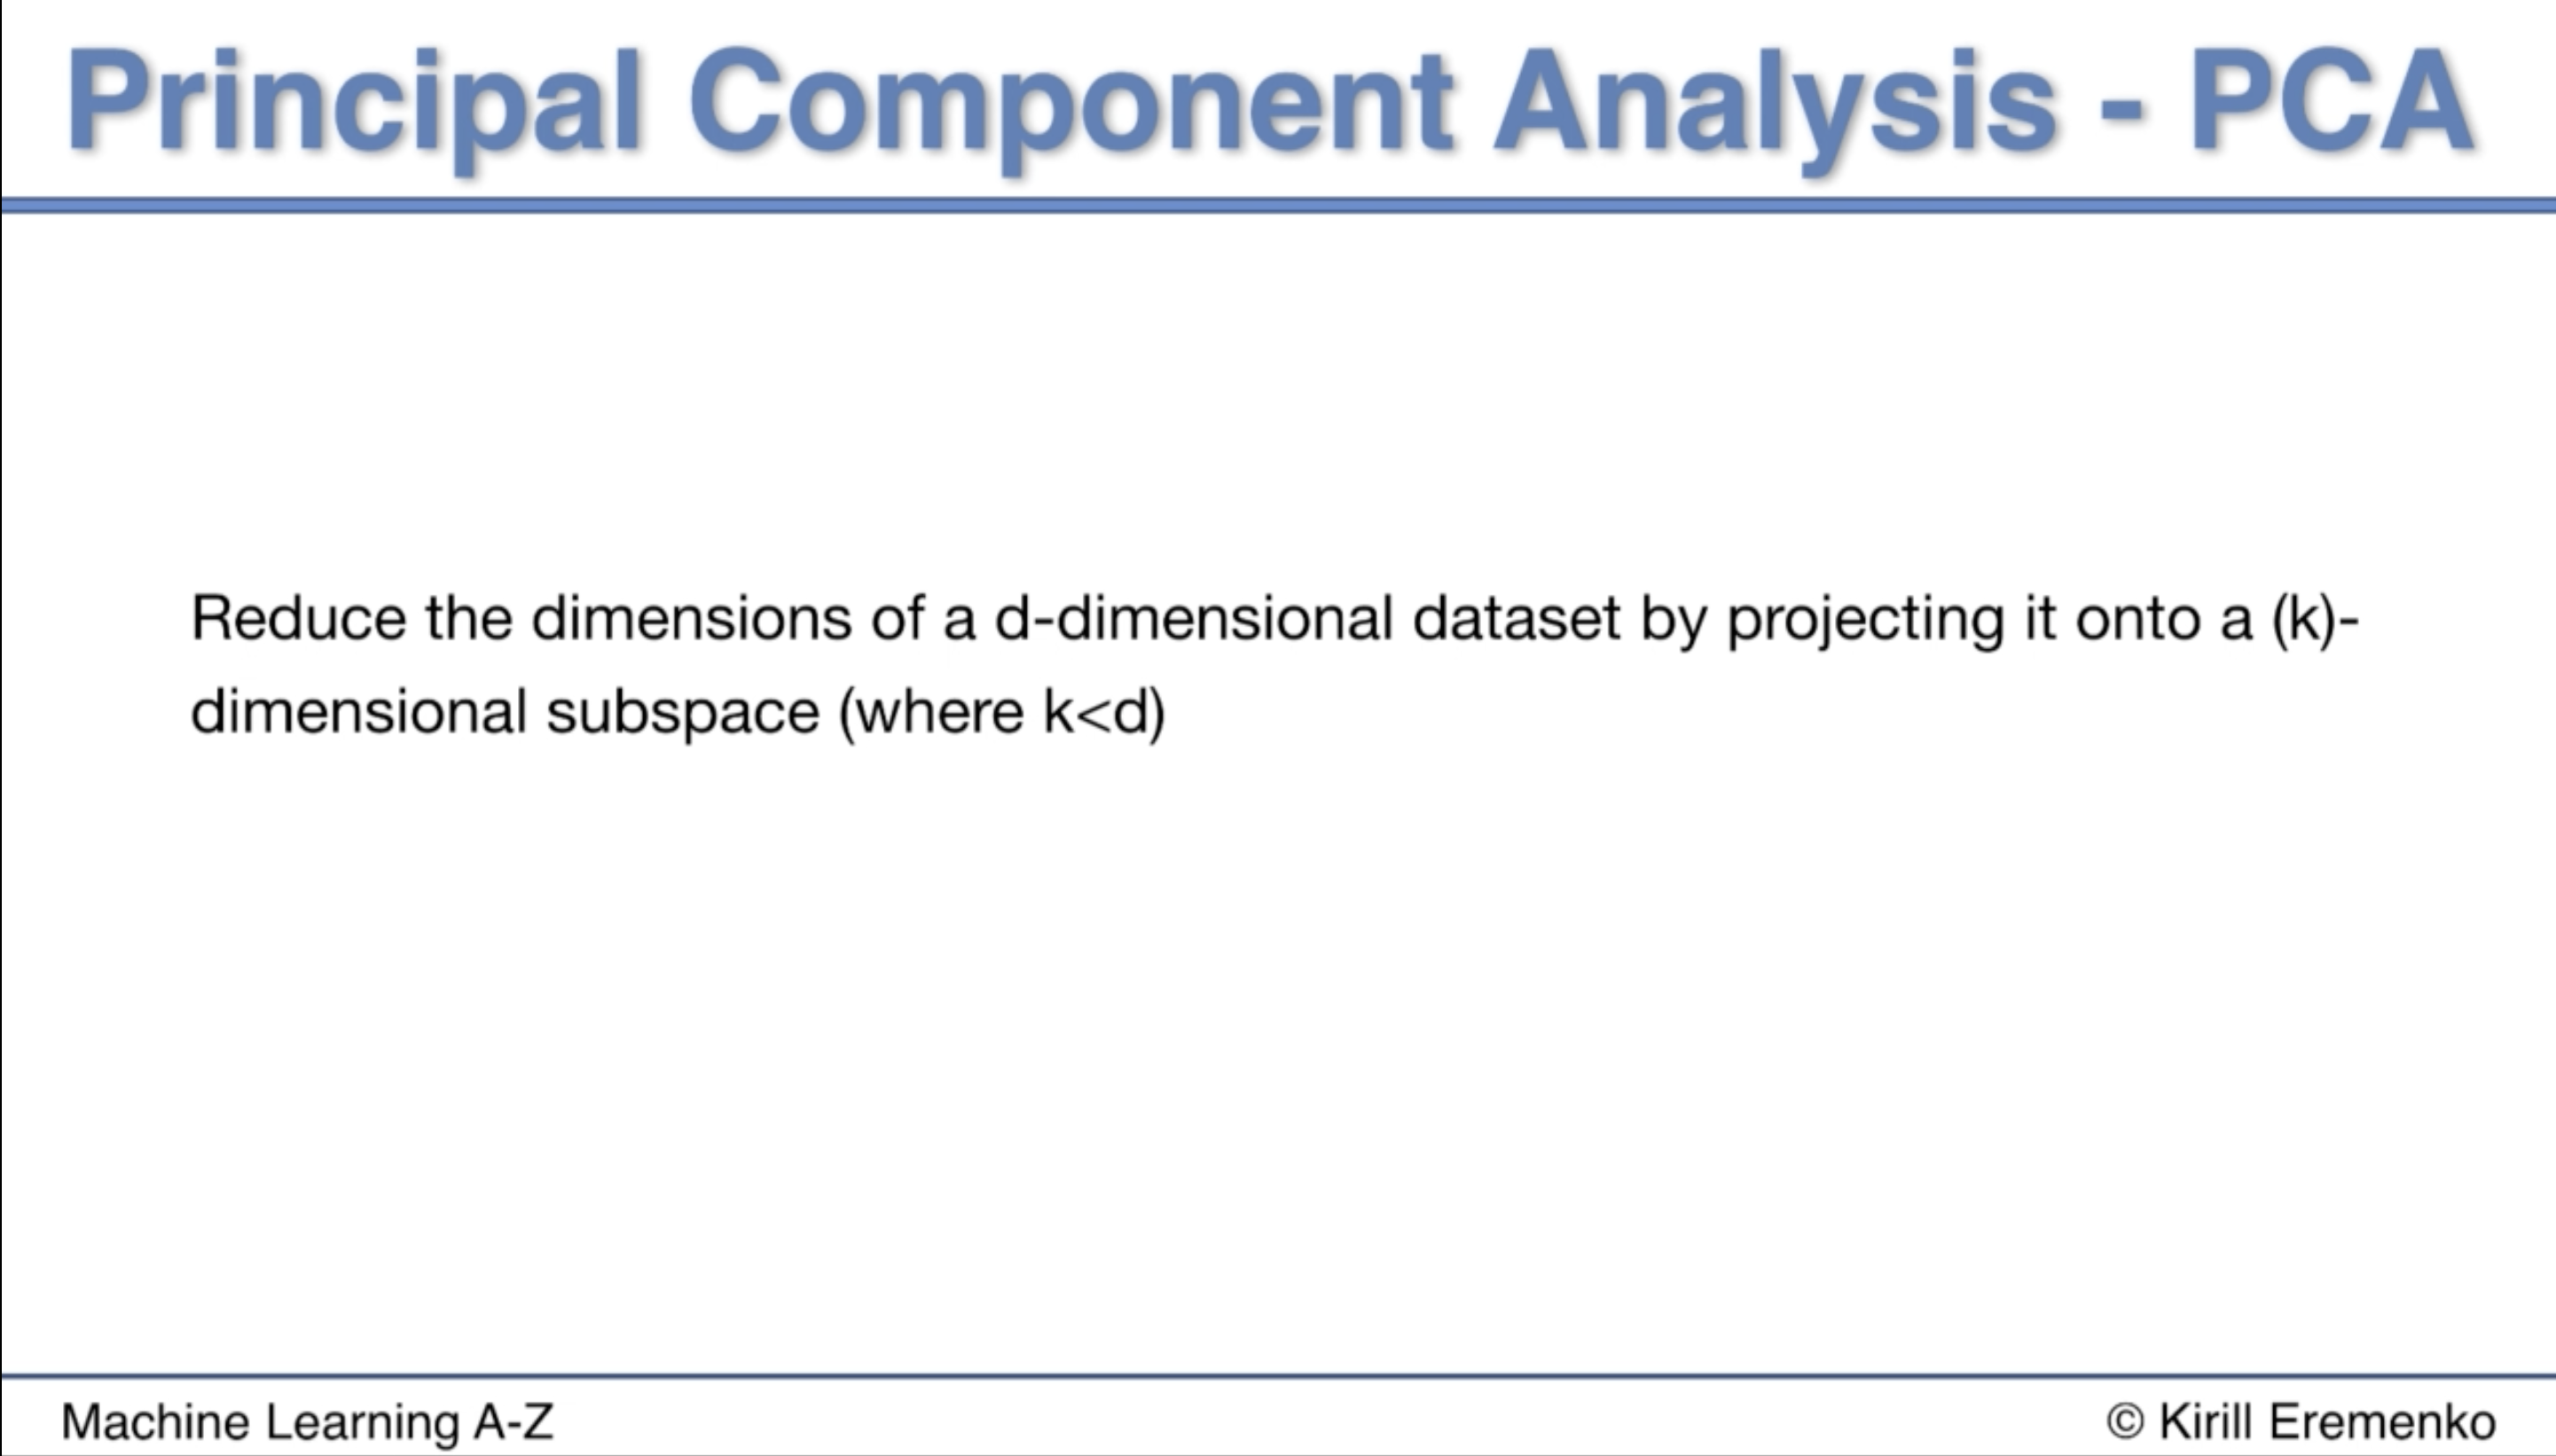 Principal Component Analysis - PCA
Reduce the dimensions of a d-dimensional dataset by projecting it onto a (k)-
dimensional subspace (where k<d)
Machine Learning A-Z
© Kirill Eremenko